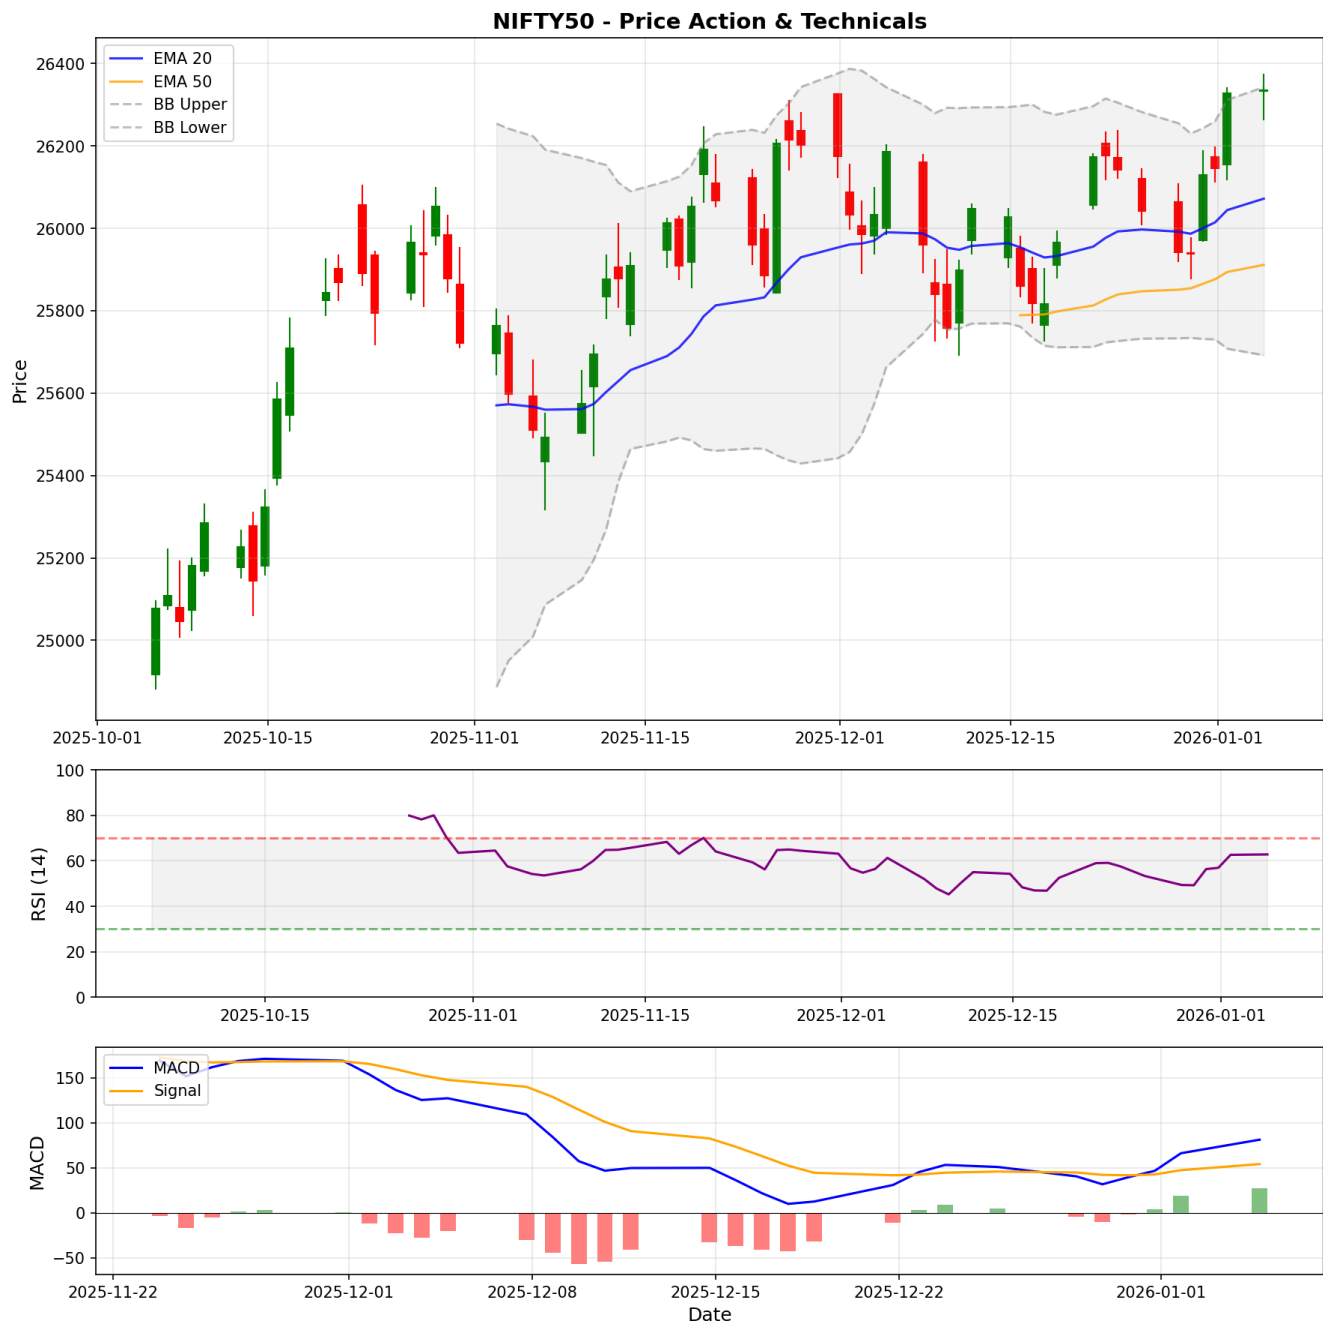 NIFTY50 - Price Action & Technicals
EMA 20
EMA 50
BB Upper
BB Lower
Price
26400
26200
26000
25800
25600
25400
25200
25000
2025-10-01 2025-10-15 2025-11-01 2025-11-15 2025-12-01 2025-12-15 2026-01-01
RSI (14)
100
80
60
40
20
0
2025-10-15 2025-11-01 2025-11-15 2025-12-01 2025-12-15 2026-01-01
MACD
Signal
MACD
150
100
50
0
−50
2025-11-22 2025-12-01 2025-12-08 2025-12-15 2025-12-22 2026-01-01
Date